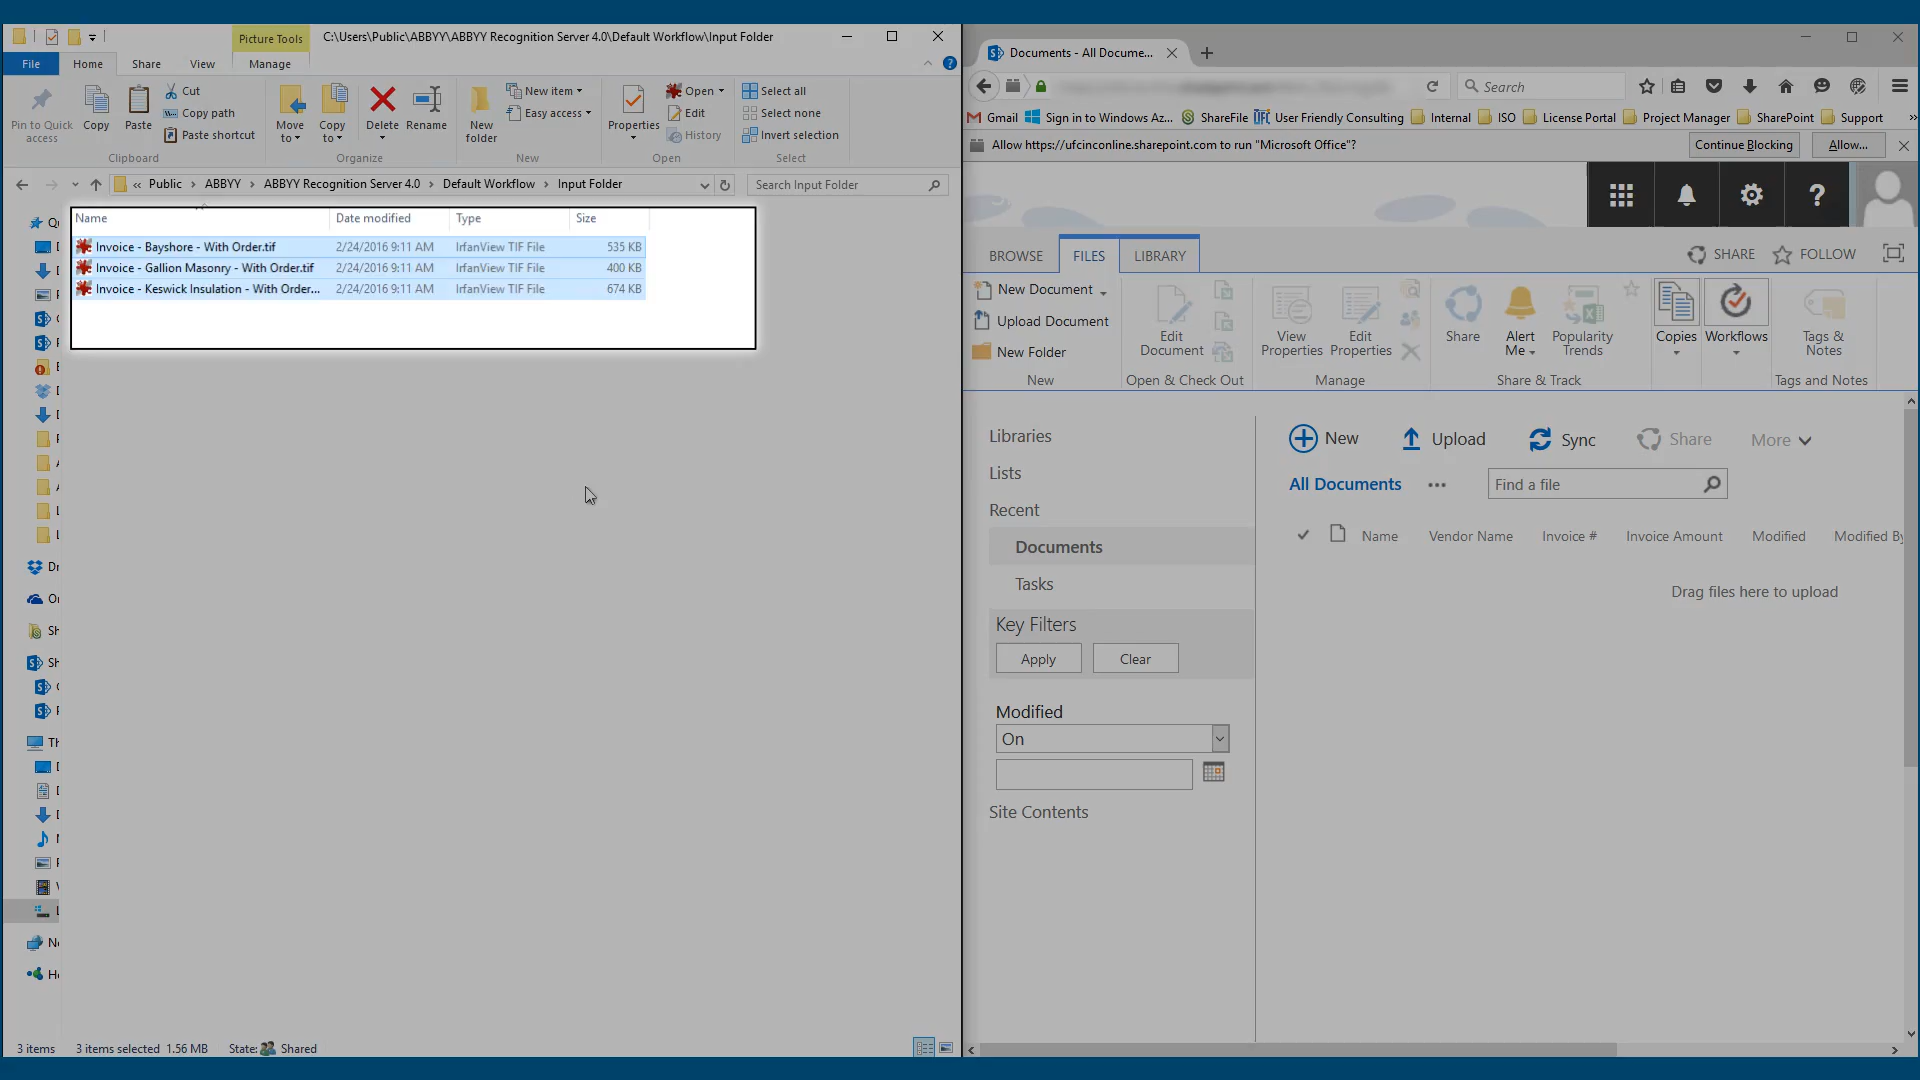 Picture Tools
C:\Users\Public\ABBYY\ABBYY Recognition Server 4.0\Default Workflow\Input Folder
File
Home
Share
View
Manage
Pin to Quick access
Copy
Paste
Cut
Copy path
Paste shortcut
Clipboard
Move to
Copy to
Delete
Rename
Organize
New folder
New item
Easy access
New
Properties
Open
Edit
History
Open
Select all
Select none
Invert selection
Select
« Public > ABBYY > ABBYY Recognition Server 4.0 > Default Workflow > Input Folder
Search Input Folder
Name Date modified Type Size
Invoice - Bayshore - With Order.tif 2/24/2016 9:11 AM IrfanView TIF File 535 KB
Invoice - Gallion Masonry - With Order.tif 2/24/2016 9:11 AM IrfanView TIF File 400 KB
Invoice - Keswick Insulation - With Order... 2/24/2016 9:11 AM IrfanView TIF File 674 KB
3 items 3 items selected 1.56 MB State: Shared
Documents - All Docume...
Search
Gmail Sign in to Windows Az... ShareFile UFC User Friendly Consulting Internal ISO License Portal Project Manager SharePoint Support
Allow https://ufcinconline.sharepoint.com to run "Microsoft Office"?
Continue Blocking
Allow...
BROWSE
FILES
LIBRARY
SHARE
FOLLOW
New Document
Upload Document
New Folder
New
Edit Document
Open & Check Out
View Properties
Edit Properties
Manage
Share
Alert Me
Popularity Trends
Share & Track
Copies
Workflows
Tags & Notes
Tags and Notes
Libraries
Lists
Recent
Documents
Tasks
Key Filters
Apply
Clear
Modified
On
Site Contents
New
Upload
Sync
Share
More
All Documents
...
Find a file
Name Vendor Name Invoice # Invoice Amount Modified Modified By
Drag files here to upload